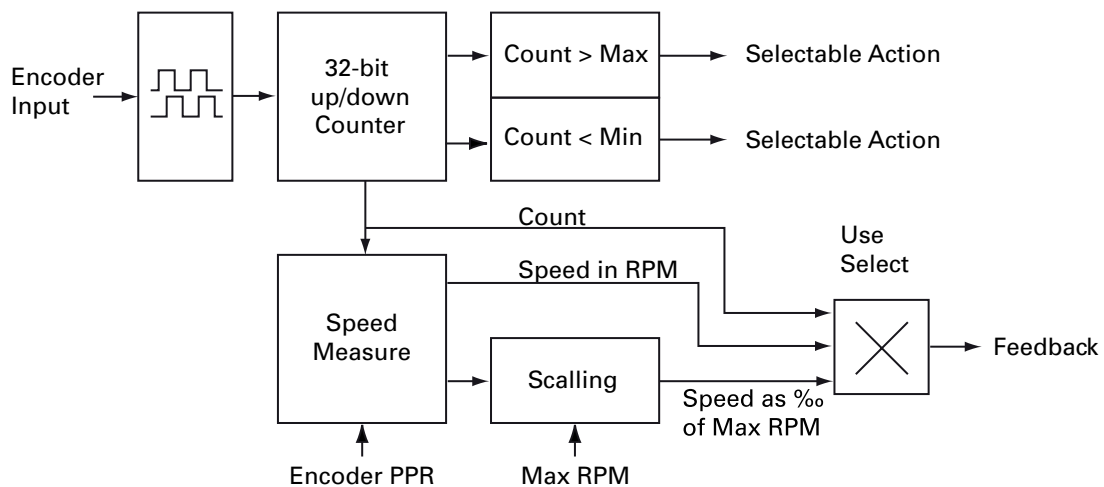 Encoder
Input
32-bit
up/down
Counter
Count > Max
Selectable Action
Count < Min
Selectable Action
Count
Use
Select
Speed in RPM
Speed
Measure
Scalling
Feedback
Speed as ‰
of Max RPM
Encoder PPR
Max RPM